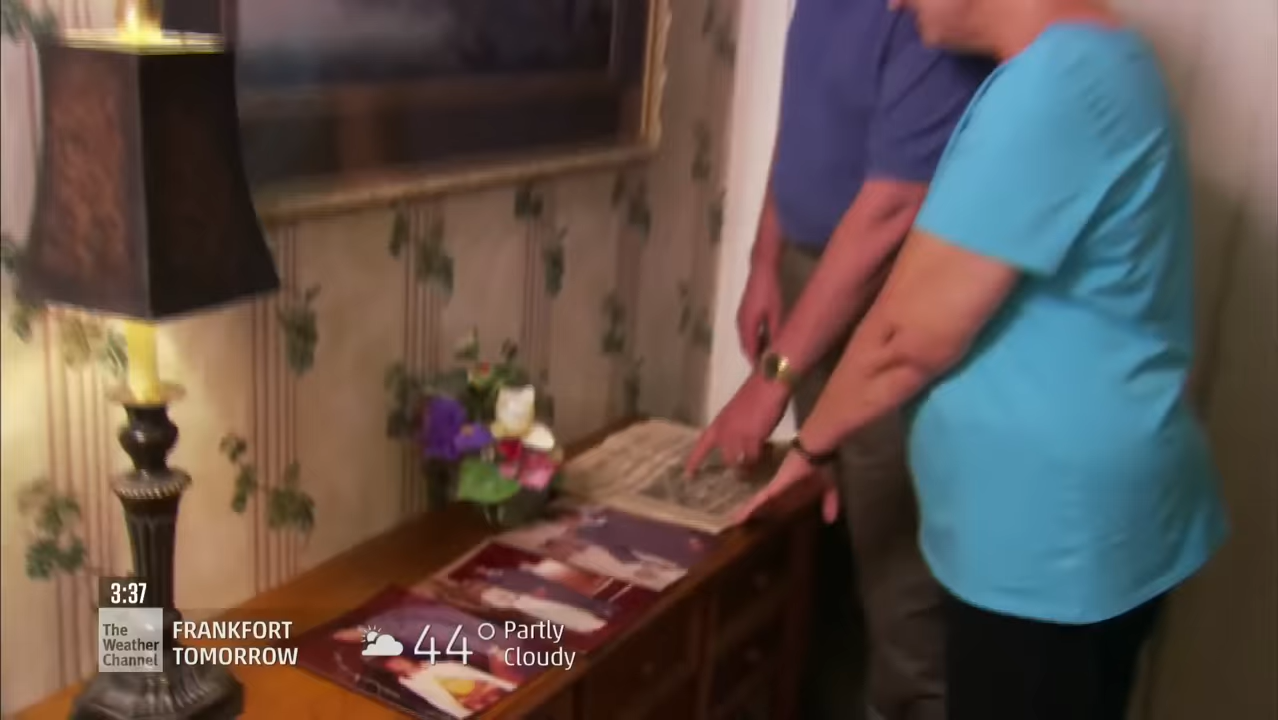 3:37
The
Weather
Channel
FRANKFORT
TOMORROW
44°
Partly
Cloudy